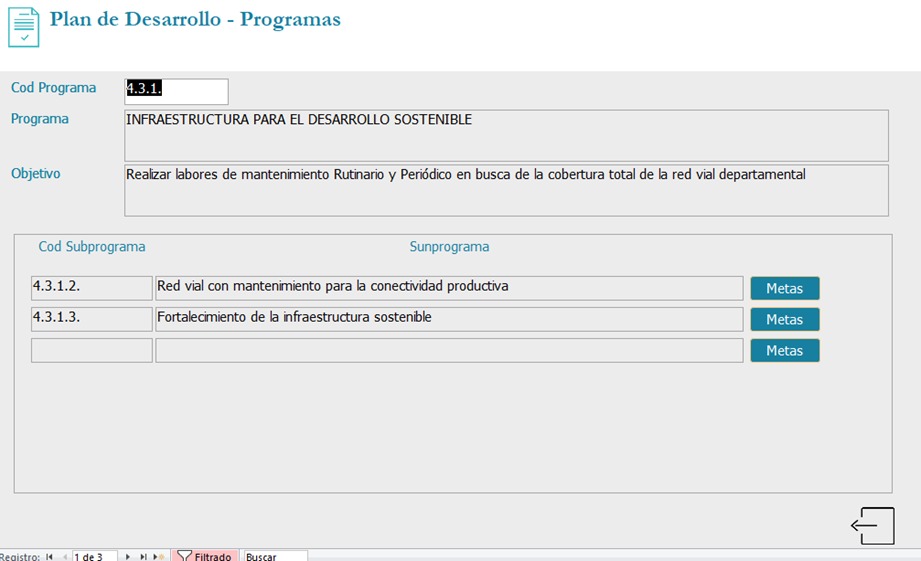 Plan de Desarrollo - Programas
Cod Programa 4.3.1.
Programa INFRAESTRUCTURA PARA EL DESARROLLO SOSTENIBLE
Objetivo Realizar labores de mantenimiento Rutinario y Periódico en busca de la cobertura total de la red vial departamental
Cod Subprograma Sunprograma
4.3.1.2. Red vial con mantenimiento para la conectividad productiva Metas
4.3.1.3. Fortalecimiento de la infraestructura sostenible Metas
Metas
Registro: 1 de 3 Filtrado Buscar